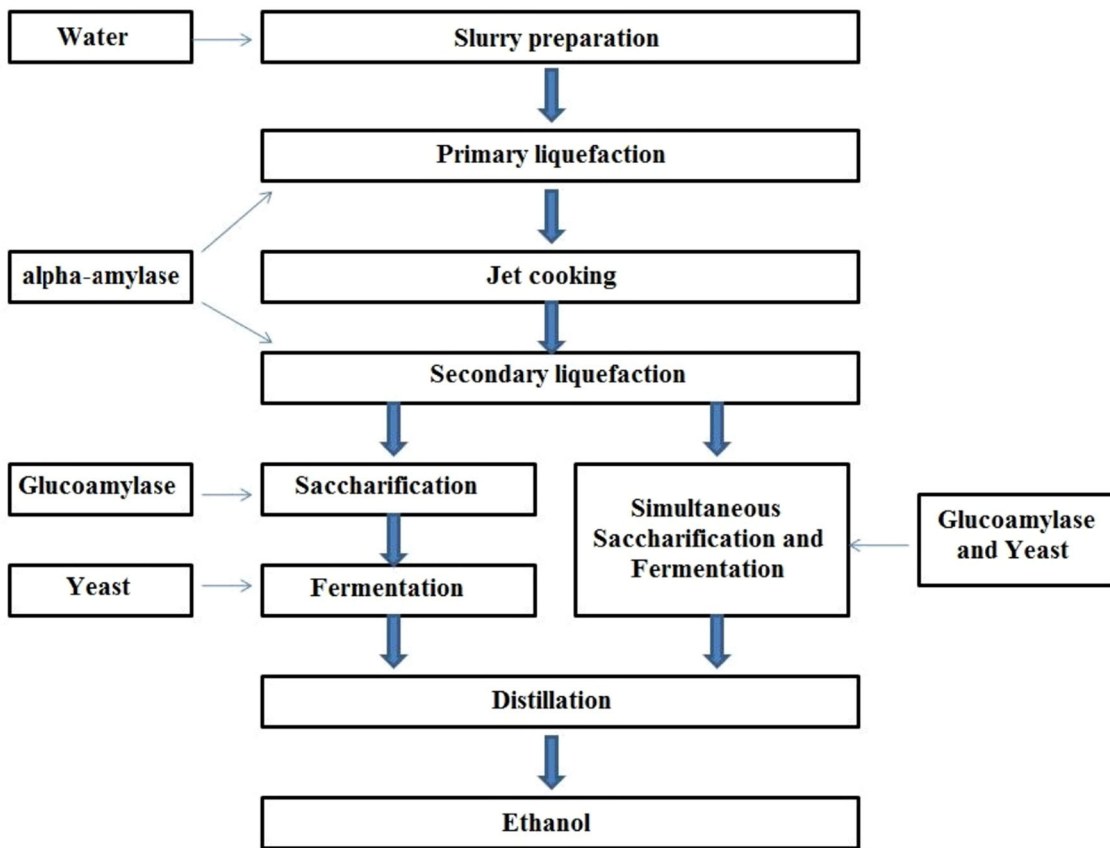 Water
Slurry preparation
Primary liquefaction
alpha-amylase
Jet cooking
Secondary liquefaction
Glucoamylase
Saccharification
Simultaneous
Saccharification and
Fermentation
Glucoamylase
and Yeast
Yeast
Fermentation
Distillation
Ethanol